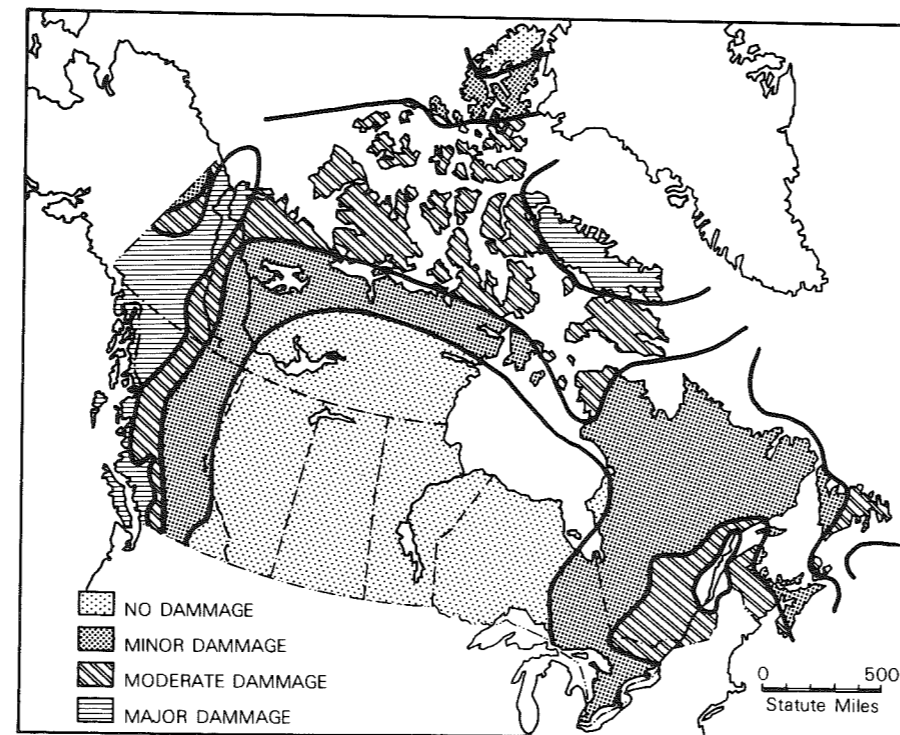 NO DAMMAGE
MINOR DAMMAGE
MODERATE DAMMAGE
MAJOR DAMMAGE
0 500
Statute Miles